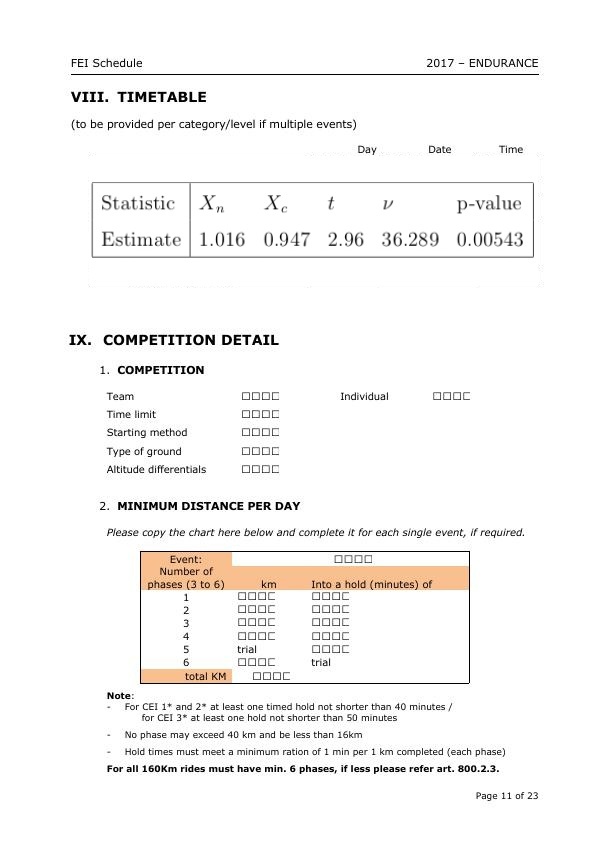 FEI Schedule 2017 – ENDURANCE
VIII. TIMETABLE
(to be provided per category/level if multiple events)
Day Date Time
Statistic X_n X_c t ν p-value
Estimate 1.016 0.947 2.96 36.289 0.00543
IX. COMPETITION DETAIL
1. COMPETITION
Team ☐☐☐☐ Individual ☐☐☐☐
Time limit ☐☐☐☐
Starting method ☐☐☐☐
Type of ground ☐☐☐☐
Altitude differentials ☐☐☐☐
2. MINIMUM DISTANCE PER DAY
Please copy the chart here below and complete it for each single event, if required.
Event: ☐☐☐☐
Number of
phases (3 to 6) km Into a hold (minutes) of
1 ☐☐☐☐ ☐☐☐☐
2 ☐☐☐☐ ☐☐☐☐
3 ☐☐☐☐ ☐☐☐☐
4 ☐☐☐☐ ☐☐☐☐
5 trial ☐☐☐☐
6 ☐☐☐☐ trial
total KM ☐☐☐☐
Note:
- For CEI 1* and 2* at least one timed hold not shorter than 40 minutes /
for CEI 3* at least one hold not shorter than 50 minutes
- No phase may exceed 40 km and be less than 16km
- Hold times must meet a minimum ration of 1 min per 1 km completed (each phase)
For all 160Km rides must have min. 6 phases, if less please refer art. 800.2.3.
Page 11 of 23